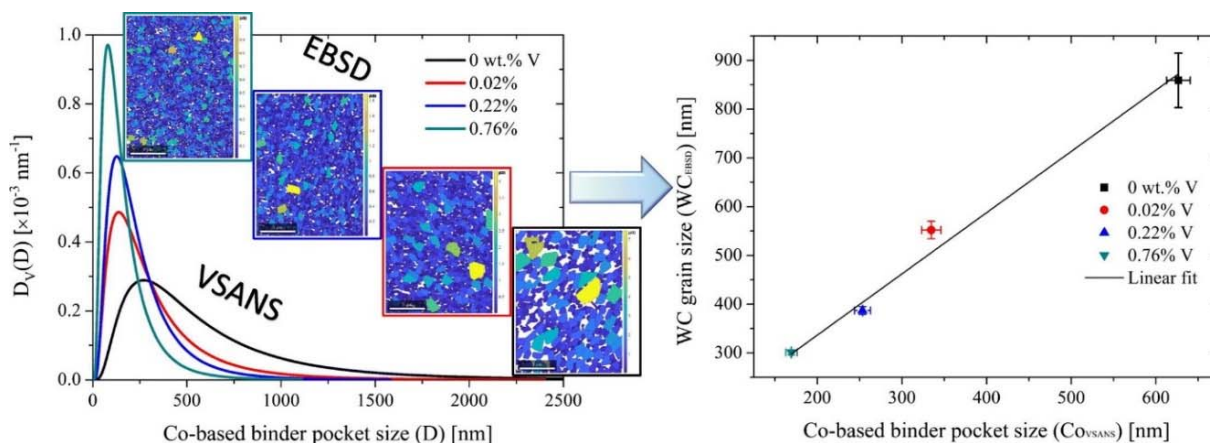 1.0
0.8
0.6
0.4
0.2
0.0
D_V(D) [×10⁻³ nm⁻¹]
0
500
1000
1500
2000
2500
Co-based binder pocket size (D) [nm]
EBSD
VSANS
0 wt.% V
0.02%
0.22%
0.76%
900
800
700
600
500
400
300
WC grain size (WC_EBSD) [nm]
200
300
400
500
600
Co-based binder pocket size (Co_VSANS) [nm]
0 wt.% V
0.02% V
0.22% V
0.76% V
Linear fit